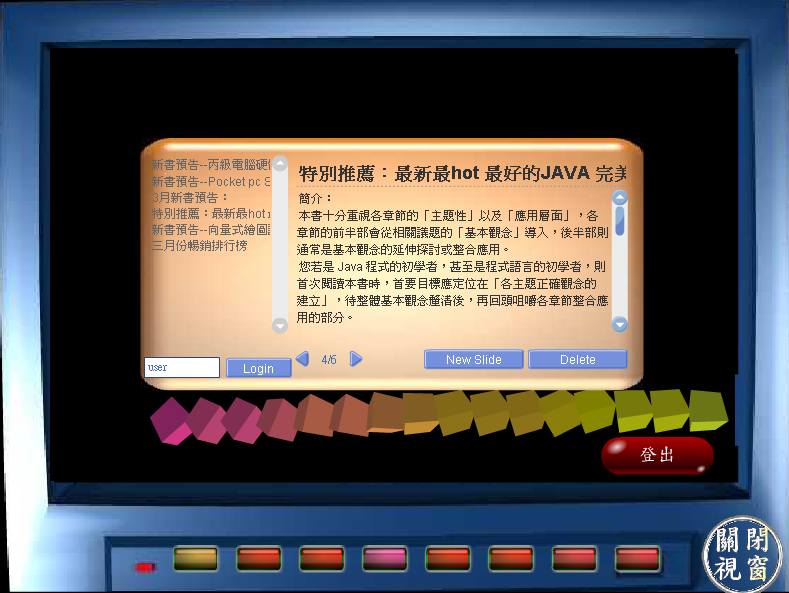 新書預告--丙級電腦硬
新書預告--Pocket pc S
3月新書預告：
特別推薦：最新最hot
新書預告--向量式繪圖
三月份暢銷排行榜
特別推薦：最新最hot 最好的JAVA 完美
簡介：
本書十分重視各章節的「主題性」以及「應用層面」，各
章節的前半部會從相關議題的「基本觀念」導入，後半部則
通常是基本觀念的延伸探討或整合應用。
您若是 Java 程式的初學者，甚至是程式語言的初學者，則
首次閱讀本書時，首要目標應定位在「各主題正確觀念的
建立」，待整體基本觀念釐清後，再回頭咀嚼各章節整合應
用的部分。
user
Login
4/6
New Slide
Delete
登出
關閉
視窗